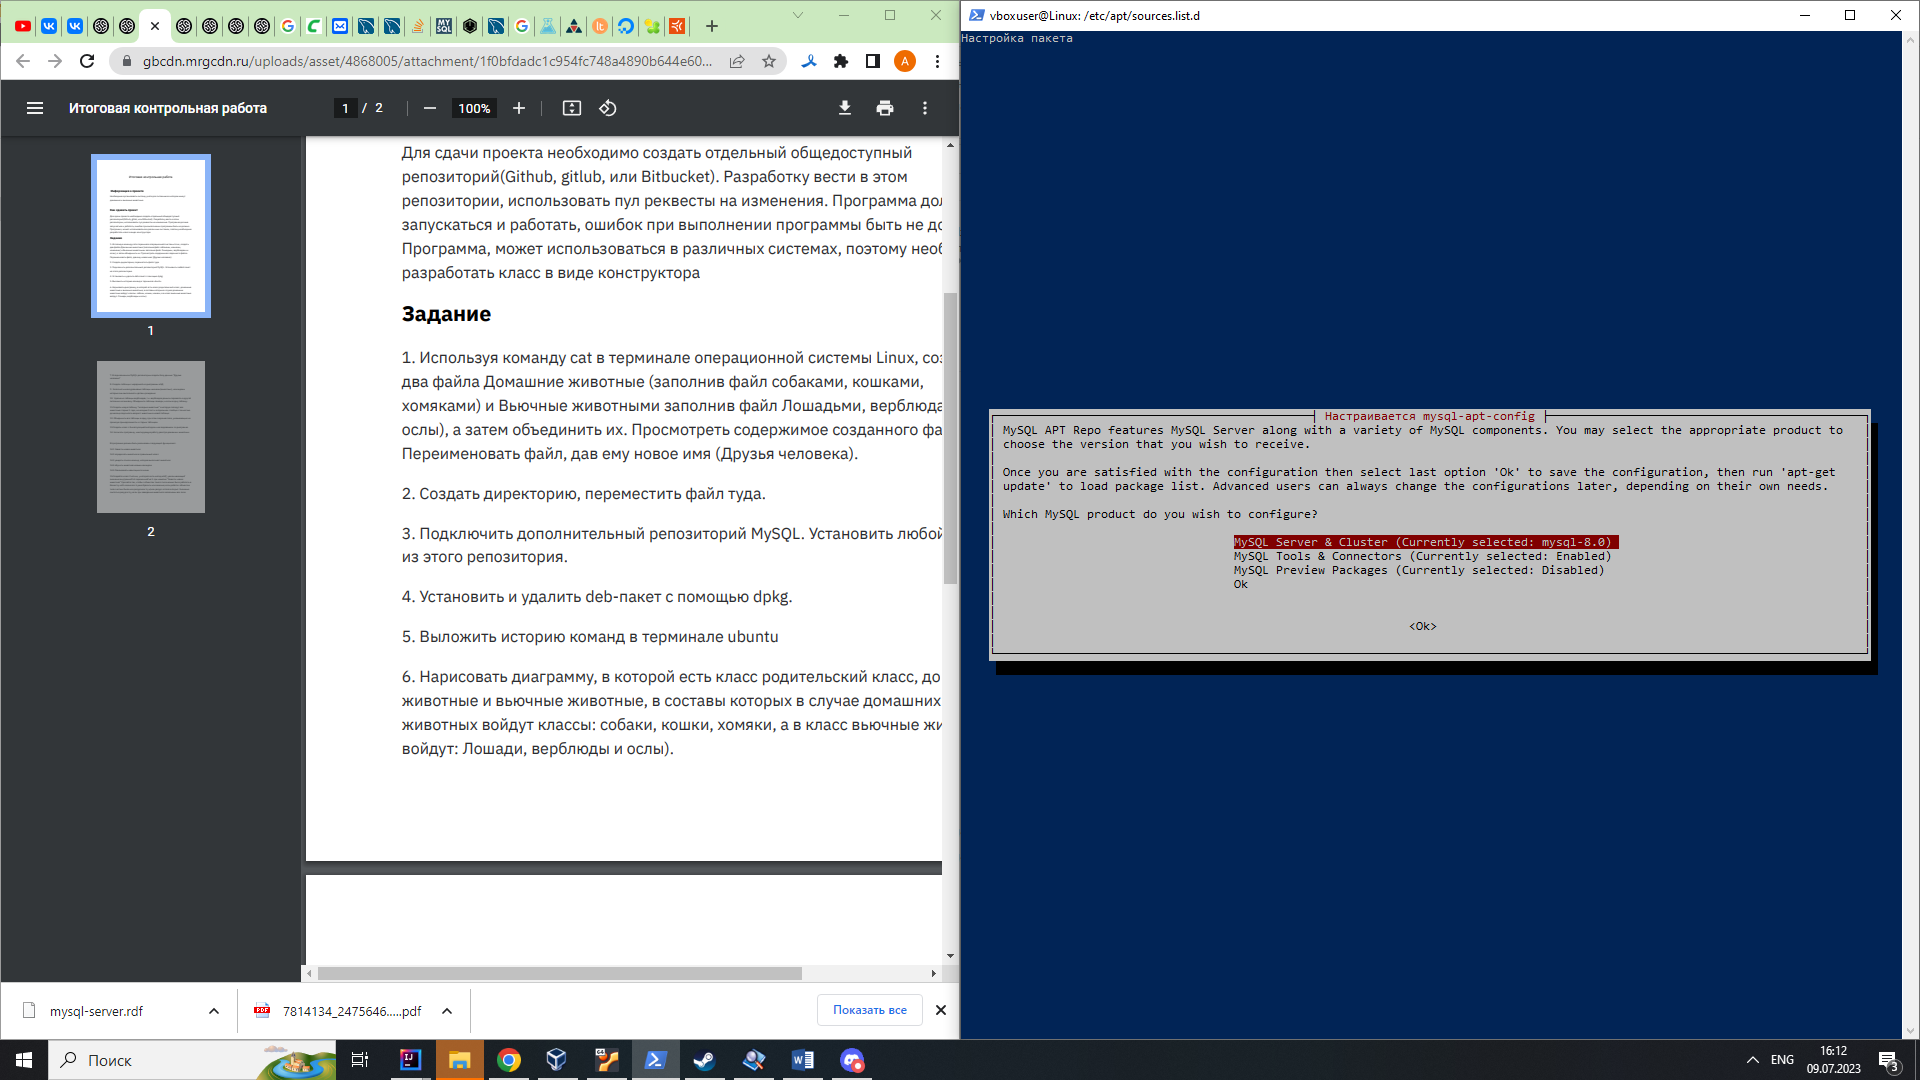 gbcdn.mrgcdn.ru/uploads/asset/4868005/attachment/1f0bfdadc1c954fc748a4890b644e60...
A
Итоговая контрольная работа
1 / 2
100%
1
2
Для сдачи проекта необходимо создать отдельный общедоступный
репозиторий(Github, gitlub, или Bitbucket). Разработку вести в этом
репозитории, использовать пул реквесты на изменения. Программа дол
запускаться и работать, ошибок при выполнении программы быть не до
Программа, может использоваться в различных системах, поэтому необ
разработать класс в виде конструктора
Задание
1. Используя команду cat в терминале операционной системы Linux, соз
два файла Домашние животные (заполнив файл собаками, кошками,
хомяками) и Вьючные животными заполнив файл Лошадьми, верблюда
ослы), а затем объединить их. Просмотреть содержимое созданного фа
Переименовать файл, дав ему новое имя (Друзья человека).
2. Создать директорию, переместить файл туда.
3. Подключить дополнительный репозиторий MySQL. Установить любой
из этого репозитория.
4. Установить и удалить deb-пакет с помощью dpkg.
5. Выложить историю команд в терминале ubuntu
6. Нарисовать диаграмму, в которой есть класс родительский класс, до
животные и вьючные животные, в составы которых в случае домашних
животных войдут классы: собаки, кошки, хомяки, а в класс вьючные жи
войдут: Лошади, верблюды и ослы).
mysql-server.rdf
7814134_2475646.....pdf
Показать все
vboxuser@Linux: /etc/apt/sources.list.d
Настройка пакета
Настраивается mysql-apt-config
MySQL APT Repo features MySQL Server along with a variety of MySQL components. You may select the appropriate product to
choose the version that you wish to receive.
Once you are satisfied with the configuration then select last option 'Ok' to save the configuration, then run 'apt-get
update' to load package list. Advanced users can always change the configurations later, depending on their own needs.
Which MySQL product do you wish to configure?
MySQL Server & Cluster (Currently selected: mysql-8.0)
MySQL Tools & Connectors (Currently selected: Enabled)
MySQL Preview Packages (Currently selected: Disabled)
Ok
<Ok>
Поиск
ENG
16:12
09.07.2023
3